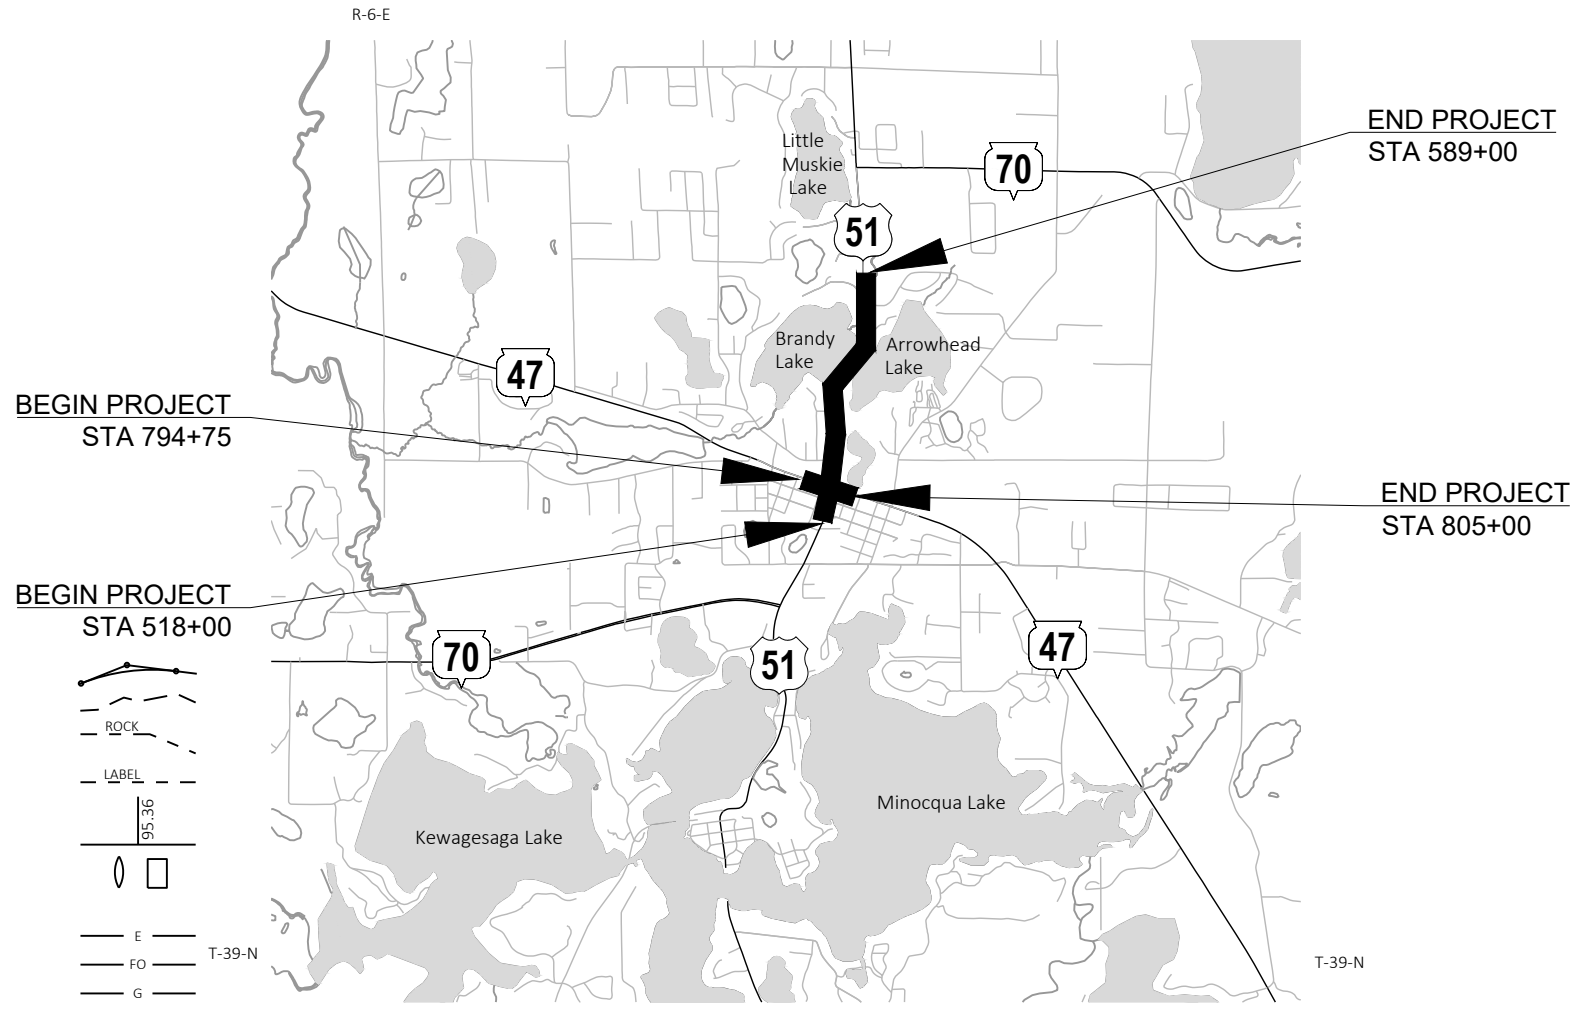 R-6-E
END PROJECT
STA 589+00
Little
Muskie
Lake
70
51
Brandy
Lake
Arrowhead
Lake
47
BEGIN PROJECT
STA 794+75
END PROJECT
STA 805+00
BEGIN PROJECT
STA 518+00
70
51
47
ROCK
LABEL
95.36
Minocqua Lake
Kewagesaga Lake
E
FO
G
T-39-N
T-39-N